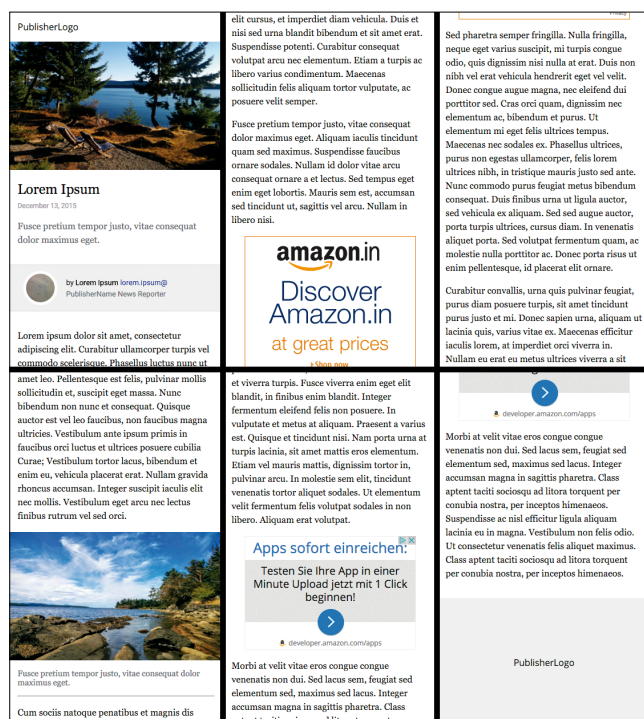 PublisherLogo
Lorem Ipsum
December 13, 2015
Fusce pretium tempor justo, vitae consequat
dolor maximus eget.
by Lorem Ipsum lorem.ipsum@
PublisherName News Reporter
Lorem ipsum dolor sit amet, consectetur
adipiscing elit. Curabitur ullamcorper turpis vel
commodo scelerisque. Phasellus luctus nunc ut
elit cursus, et imperdiet diam vehicula. Duis et
nisi sed urna blandit bibendum et sit amet erat.
Suspendisse potenti. Curabitur consequat
volutpat arcu nec elementum. Etiam a turpis ac
libero varius condimentum. Maecenas
sollicitudin felis aliquam tortor vulputate, ac
posuere velit semper.
Fusce pretium tempor justo, vitae consequat
dolor maximus eget. Aliquam iaculis tincidunt
quam sed maximus. Suspendisse faucibus
ornare sodales. Nullam id dolor vitae arcu
consequat ornare a et lectus. Sed tempus eget
enim eget lobortis. Mauris sem est, accumsan
sed tincidunt ut, sagittis vel arcu. Nullam in
libero nisi.
amazon.in
Discover
Amazon.in
at great prices
Shop now
Privacy
Sed pharetra semper fringilla. Nulla fringilla,
neque eget varius suscipit, mi turpis congue
odio, quis dignissim nisi nulla at erat. Duis non
nibh vel erat vehicula hendrerit eget vel velit.
Donec congue augue magna, nec eleifend dui
porttitor sed. Cras orci quam, dignissim nec
elementum ac, bibendum et purus. Ut
elementum mi eget felis ultrices tempus.
Maecenas nec sodales ex. Phasellus ultrices,
purus non egestas ullamcorper, felis lorem
ultrices nibh, in tristique mauris justo sed ante.
Nunc commodo purus feugiat metus bibendum
consequat. Duis finibus urna ut ligula auctor,
sed vehicula ex aliquam. Sed sed augue auctor,
porta turpis ultrices, cursus diam. In venenatis
aliquet porta. Sed volutpat fermentum quam, ac
molestie nulla porttitor ac. Donec porta risus ut
enim pellentesque, id placerat elit ornare.
Curabitur convallis, urna quis pulvinar feugiat,
purus diam posuere turpis, sit amet tincidunt
purus justo et mi. Donec sapien urna, aliquam ut
lacinia quis, varius vitae ex. Maecenas efficitur
iaculis lorem, at imperdiet orci viverra in.
Nullam eu erat eu metus ultrices viverra a sit
amet leo. Pellentesque est felis, pulvinar mollis
sollicitudin et, suscipit eget massa. Nunc
bibendum non nunc et consequat. Quisque
auctor est vel leo faucibus, non faucibus magna
ultricies. Vestibulum ante ipsum primis in
faucibus orci luctus et ultrices posuere cubilia
Curae; Vestibulum tortor lacus, bibendum et
enim eu, vehicula placerat erat. Nullam gravida
rhoncus accumsan. Integer suscipit iaculis elit
nec mollis. Vestibulum eget arcu nec lectus
finibus rutrum vel sed orci.
Fusce pretium tempor justo, vitae consequat dolor
maximus eget.
Cum sociis natoque penatibus et magnis dis
et viverra turpis. Fusce viverra enim eget elit
blandit, in finibus enim blandit. Integer
fermentum eleifend felis non posuere. In
vulputate et metus at aliquam. Praesent a varius
est. Quisque et tincidunt nisi. Nam porta urna at
turpis lacinia, sit amet mattis eros elementum.
Etiam vel mauris mattis, dignissim tortor in,
pulvinar arcu. In molestie sem elit, tincidunt
venenatis tortor aliquet sodales. Ut elementum
velit fermentum felis volutpat sodales in non
libero. Aliquam erat volutpat.
Apps sofort einreichen:
Testen Sie Ihre App in einer
Minute Upload jetzt mit 1 Click
beginnen!
developer.amazon.com/apps
Morbi at velit vitae eros congue congue
venenatis non dui. Sed lacus sem, feugiat sed
elementum sed, maximus sed lacus. Integer
accumsan magna in sagittis pharetra. Class
developer.amazon.com/apps
Morbi at velit vitae eros congue congue
venenatis non dui. Sed lacus sem, feugiat sed
elementum sed, maximus sed lacus. Integer
accumsan magna in sagittis pharetra. Class
aptent taciti sociosqu ad litora torquent per
conubia nostra, per inceptos himenaeos.
Suspendisse ac nisl efficitur ligula aliquam
lacinia eu in magna. Vestibulum non felis odio.
Ut consectetur venenatis felis aliquet maximus.
Class aptent taciti sociosqu ad litora torquent
per conubia nostra, per inceptos himenaeos.
PublisherLogo